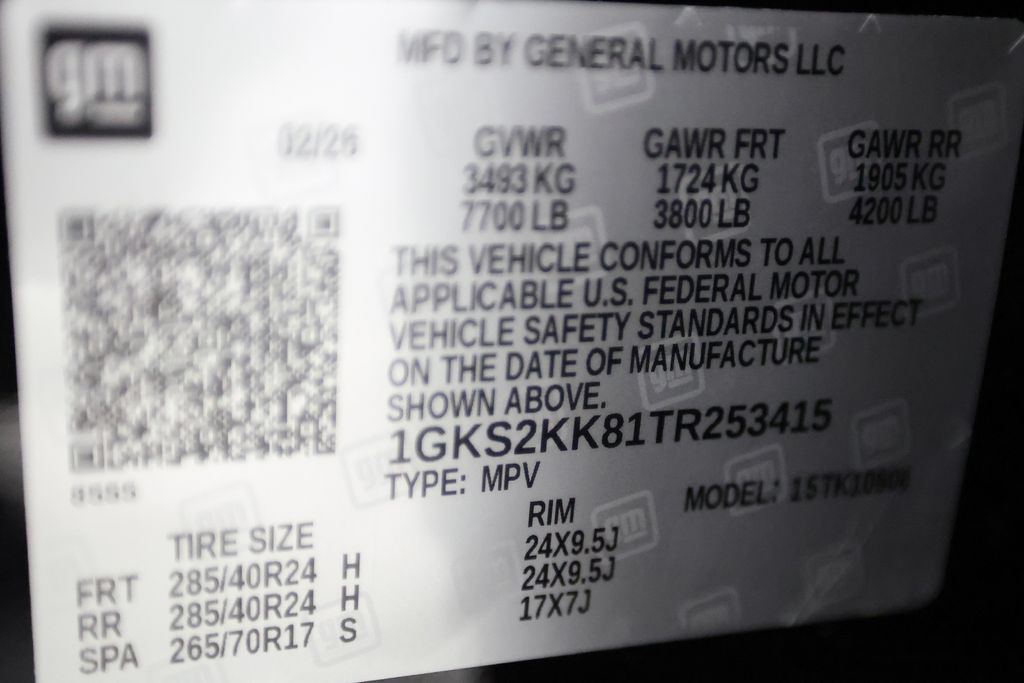 gm
MFD BY GENERAL MOTORS LLC
02/26
GVWR GAWR FRT GAWR RR
3493 KG 1724 KG 1905 KG
7700 LB 3800 LB 4200 LB
THIS VEHICLE CONFORMS TO ALL
APPLICABLE U.S. FEDERAL MOTOR
VEHICLE SAFETY STANDARDS IN EFFECT
ON THE DATE OF MANUFACTURE
SHOWN ABOVE.
1GKS2KK81TR253415
TYPE: MPV MODEL:
TIRE SIZE RIM
FRT 285/40R24 H 24X9.5J
RR 285/40R24 H 24X9.5J
SPA 265/70R17 S 17X7J